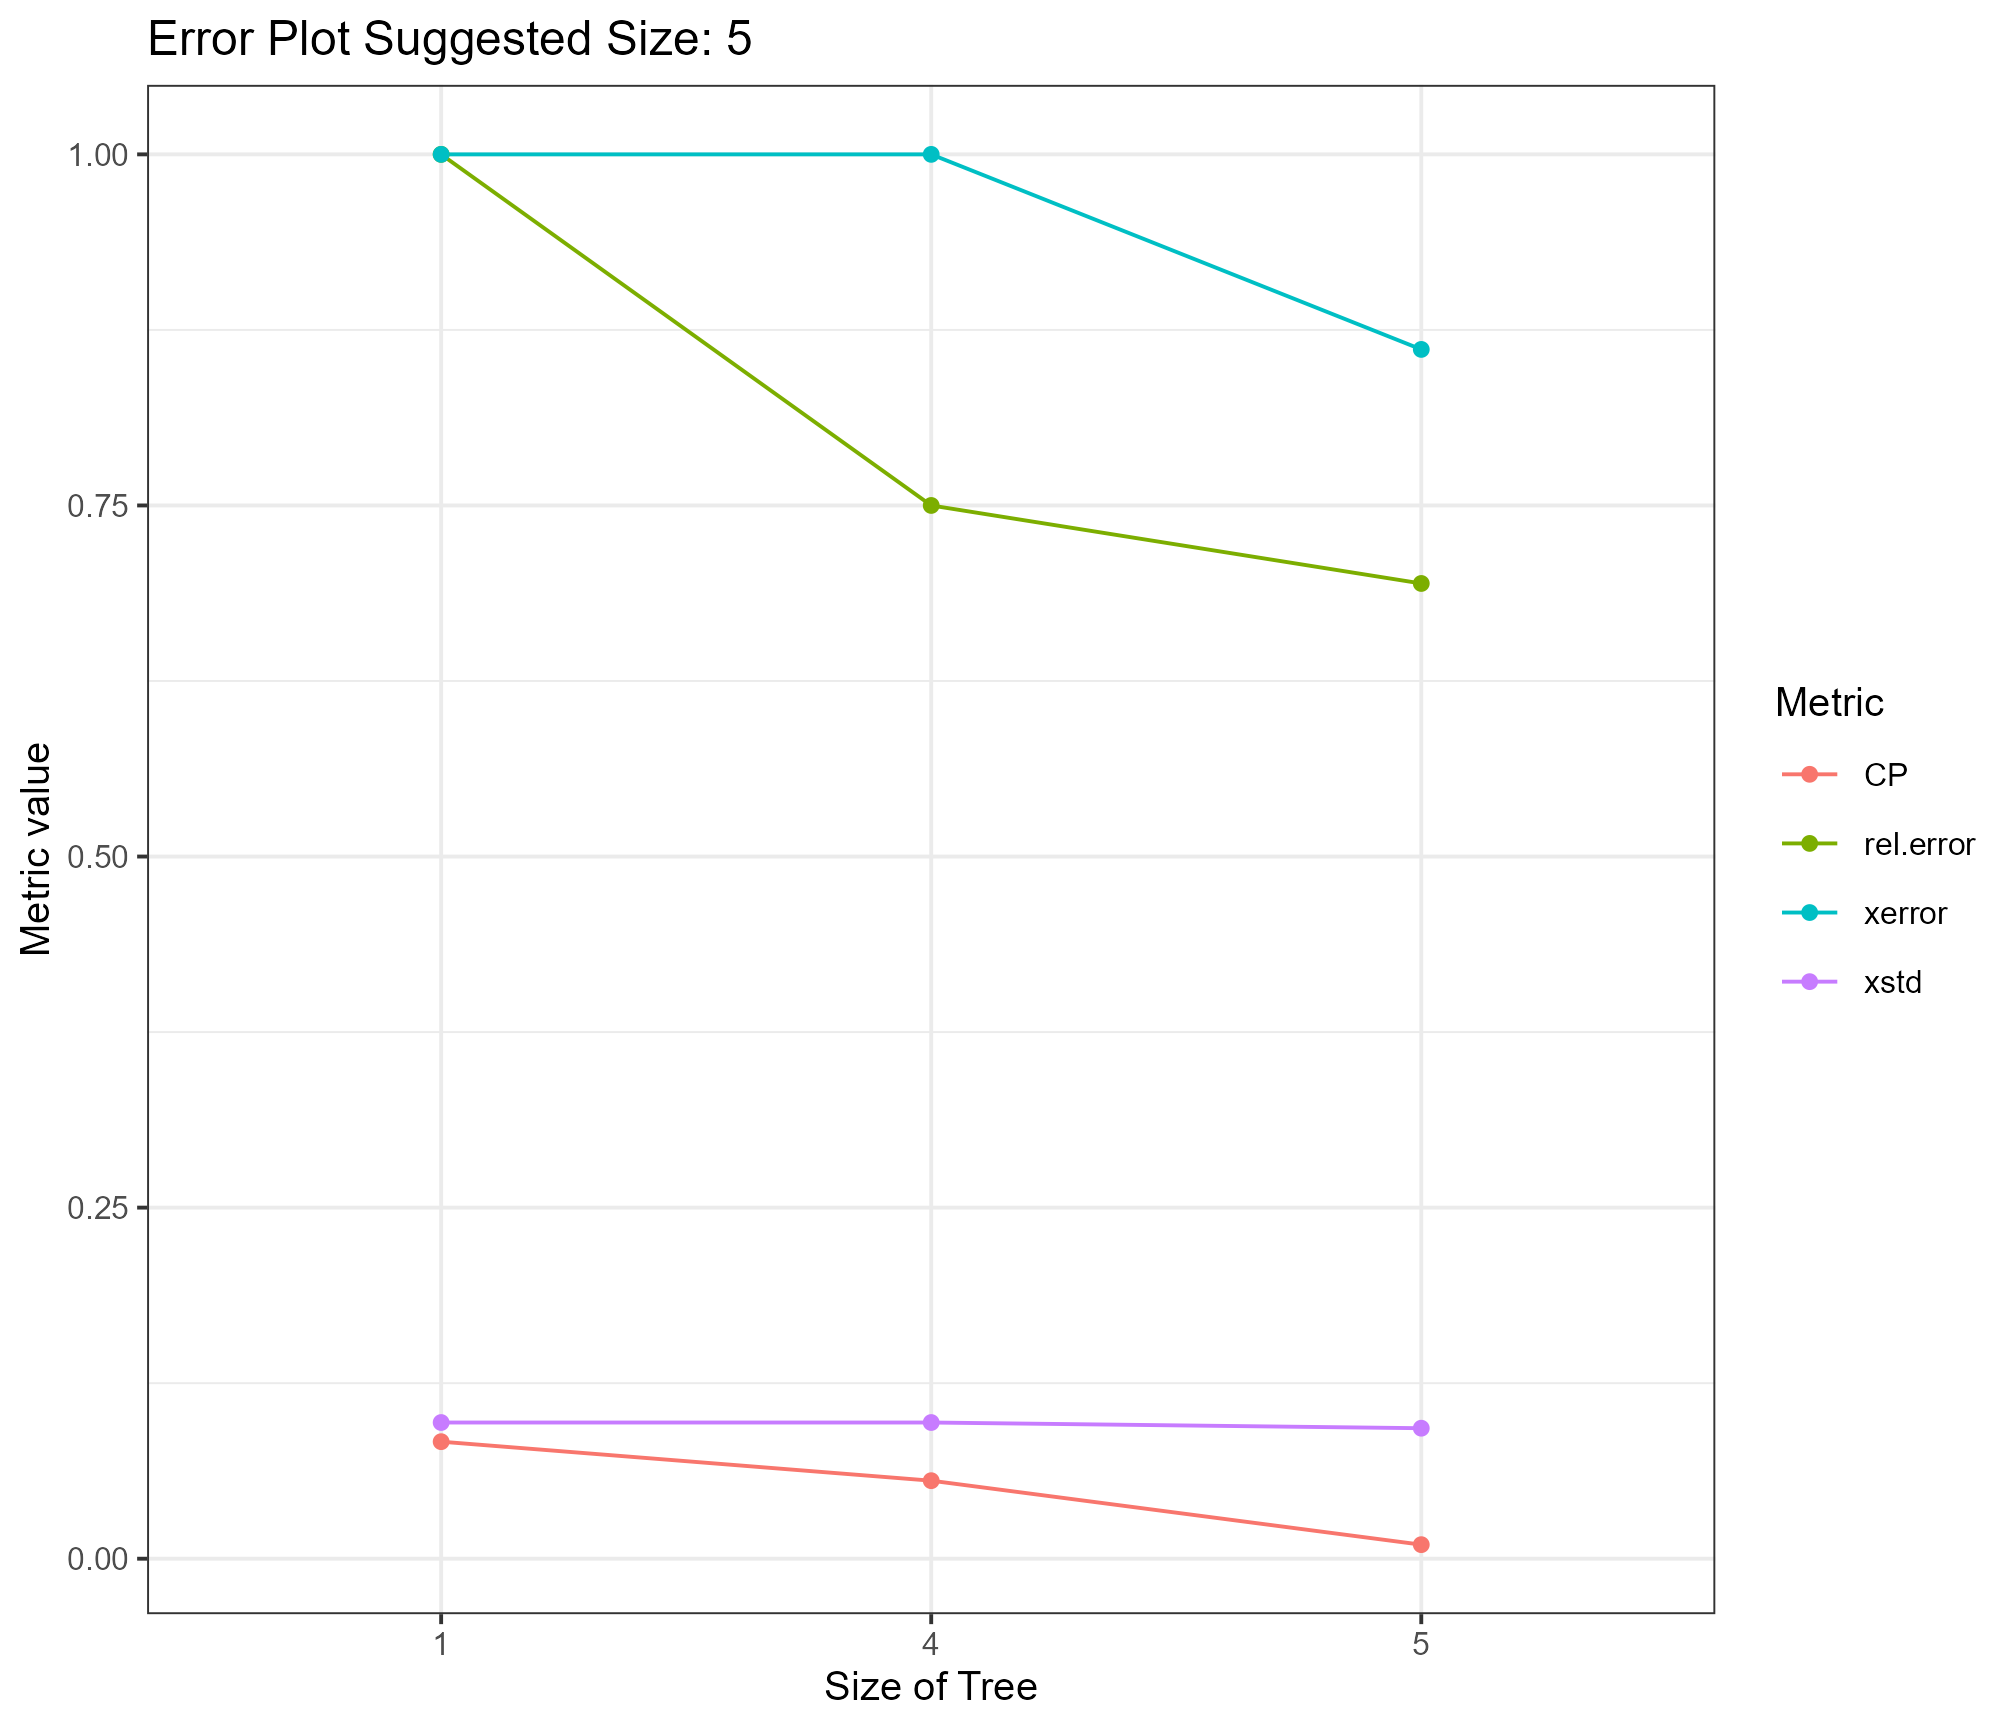 Error Plot Suggested Size: 5
1.00
0.75
0.50
0.25
0.00
Metric value
1 4 5
Size of Tree
Metric
CP
rel.error
xerror
xstd